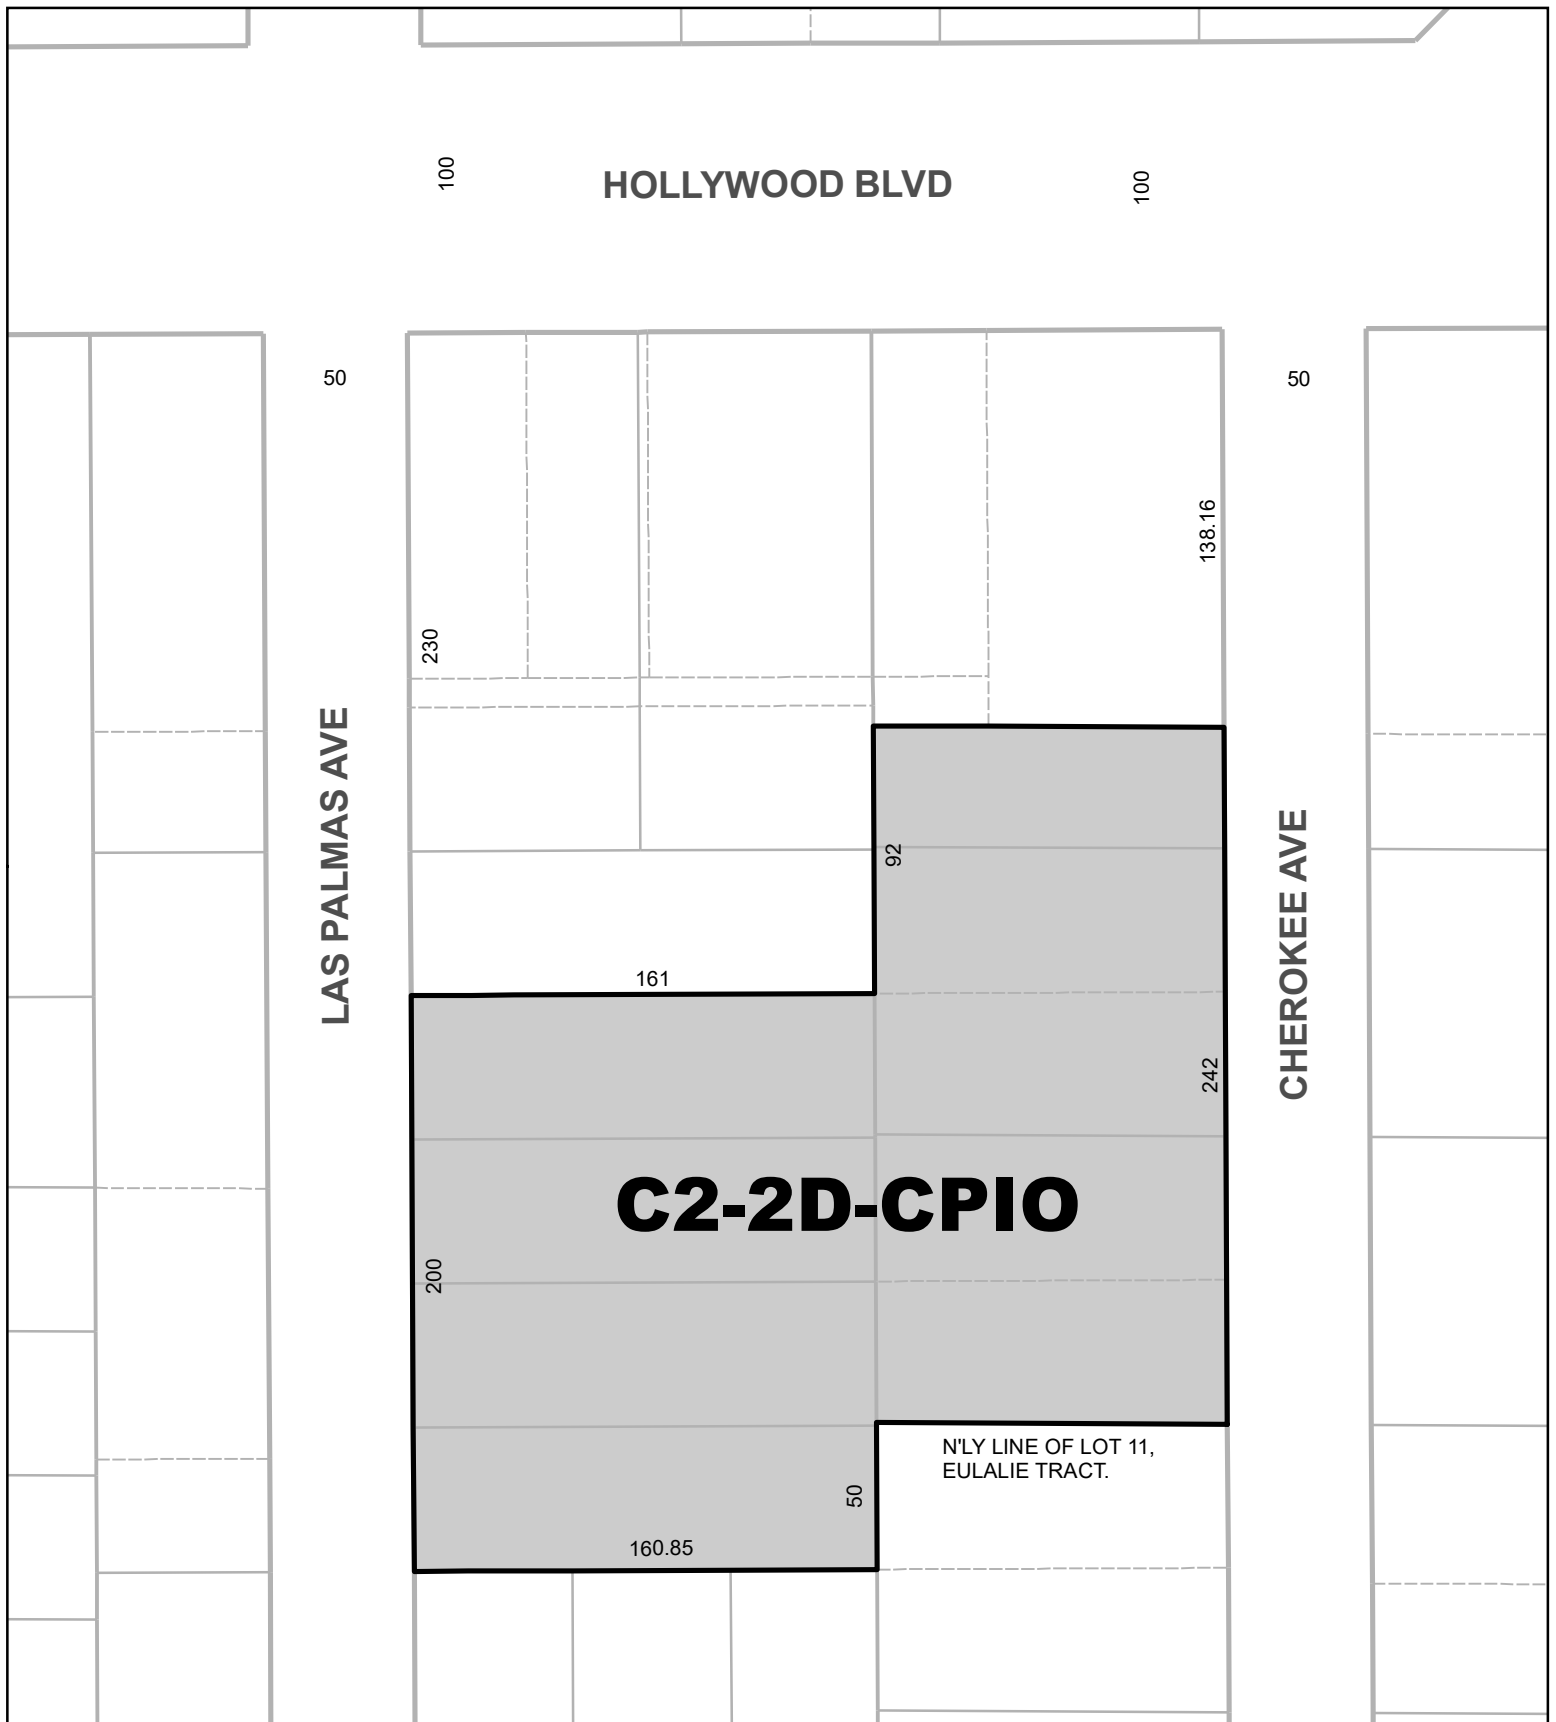 100
HOLLYWOOD BLVD
100
50
50
138.16
230
LAS PALMAS AVE
92
CHEROKEE AVE
161
242
C2-2D-CPIO
200
N'LY LINE OF LOT 11,
EULALIE TRACT.
50
160.85